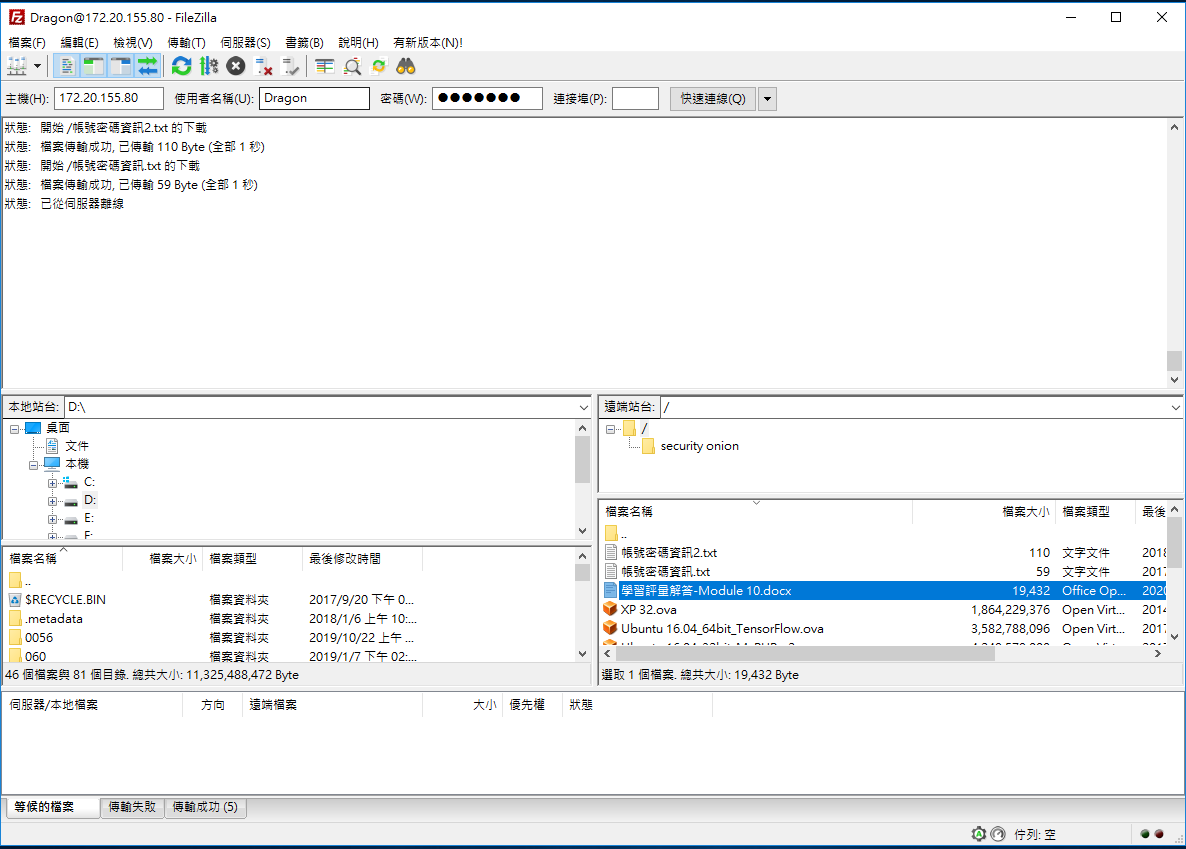 Dragon@172.20.155.80 - FileZilla
檔案(F) 編輯(E) 檢視(V) 傳輸(T) 伺服器(S) 書籤(B) 說明(H) 有新版本(N)!
主機(H): 172.20.155.80 使用者名稱(U): Dragon 密碼(W): ●●●●●●● 連接埠(P): 快速連線(Q)
狀態: 開始 /帳號密碼資訊2.txt 的下載
狀態: 檔案傳輸成功, 已傳輸 110 Byte (全部 1 秒)
狀態: 開始 /帳號密碼資訊.txt 的下載
狀態: 檔案傳輸成功, 已傳輸 59 Byte (全部 1 秒)
狀態: 已從伺服器離線
本地站台: D:\
桌面
文件
本機
C:
D:
E:
F:
檔案名稱 檔案大小 檔案類型 最後修改時間
..
$RECYCLE.BIN 檔案資料夾 2017/9/20 下午 0...
.metadata 檔案資料夾 2018/1/6 上午 10:...
0056 檔案資料夾 2019/10/22 上午 ...
060 檔案資料夾 2019/1/7 下午 02:...
46 個檔案與 81 個目錄. 總共大小: 11,325,488,472 Byte
遠端站台: /
/
security onion
檔案名稱 檔案大小 檔案類型 最後
..
帳號密碼資訊2.txt 110 文字文件 2018
帳號密碼資訊.txt 59 文字文件 2017
學習評量解答-Module 10.docx 19,432 Office Op... 2020
XP 32.ova 1,864,229,376 Open Virt... 2014
Ubuntu 16.04_64bit_TensorFlow.ova 3,582,788,096 Open Virt... 2017
選取 1 個檔案. 總共大小: 19,432 Byte
伺服器/本地檔案 方向 遠端檔案 大小 優先權 狀態
等候的檔案 傳輸失敗 傳輸成功 (5)
佇列: 空